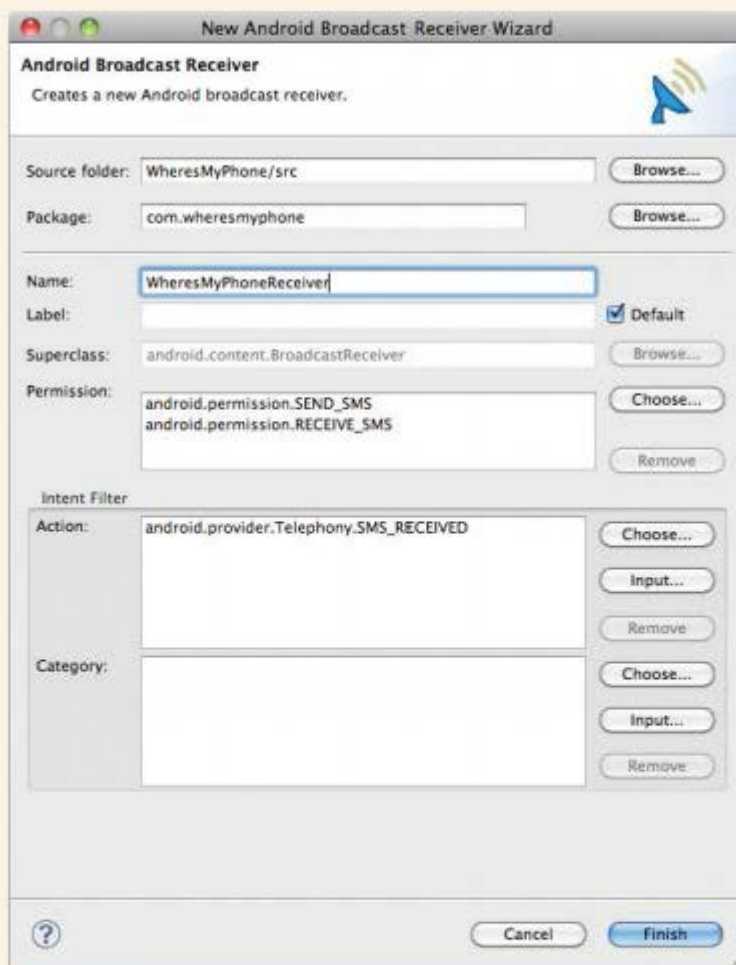 New Android Broadcast Receiver Wizard
Android Broadcast Receiver
Creates a new Android broadcast receiver.
Source folder: WheresMyPhone/src Browse...
Package: com.wheresmyphone Browse...
Name: WheresMyPhoneReceiver
Label: Default
Superclass: android.content.BroadcastReceiver Browse...
Permission: android.permission.SEND_SMS Choose...
android.permission.RECEIVE_SMS
Remove
Intent Filter
Action: android.provider.Telephony.SMS_RECEIVED Choose...
Input...
Remove
Category: Choose...
Input...
Remove
? Cancel Finish